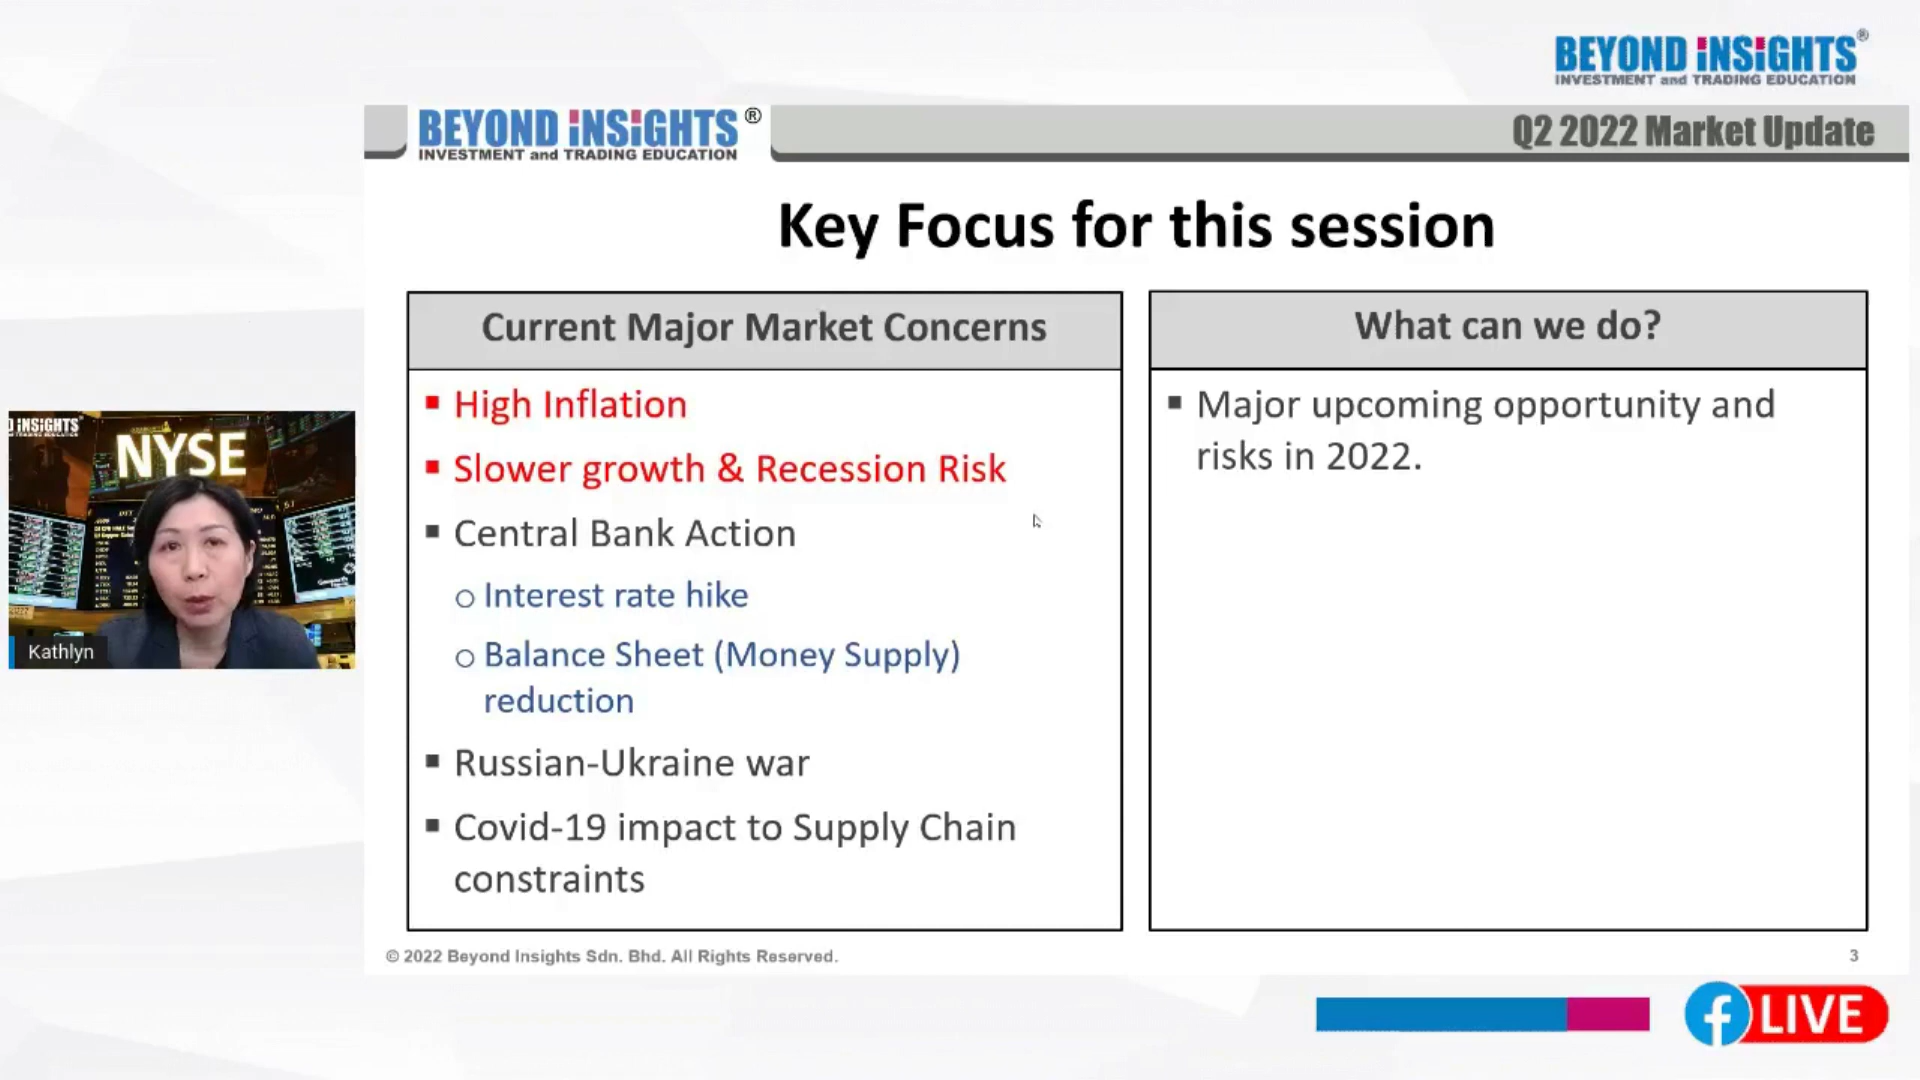 BEYOND INSIGHTS®
INVESTMENT and TRADING EDUCATION
BEYOND INSIGHTS®
INVESTMENT and TRADING EDUCATION
Q2 2022 Market Update
Key Focus for this session
Current Major Market Concerns
▪ High Inflation
▪ Slower growth & Recession Risk
▪ Central Bank Action
o Interest rate hike
o Balance Sheet (Money Supply)
reduction
▪ Russian-Ukraine war
▪ Covid-19 impact to Supply Chain
constraints
What can we do?
▪ Major upcoming opportunity and
risks in 2022.
INSIGHTS
NYSE
Kathlyn
© 2022 Beyond Insights Sdn. Bhd. All Rights Reserved.
3
f LIVE